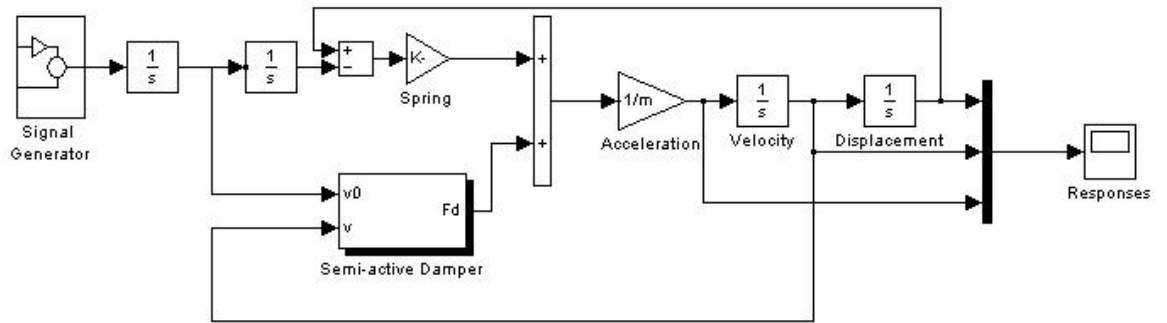 Signal
Generator
1
s
1
s
+
−
K-
Spring
+
+
1/m
Acceleration
1
s
Velocity
1
s
Displacement
Responses
v0
v
Fd
Semi-active Damper